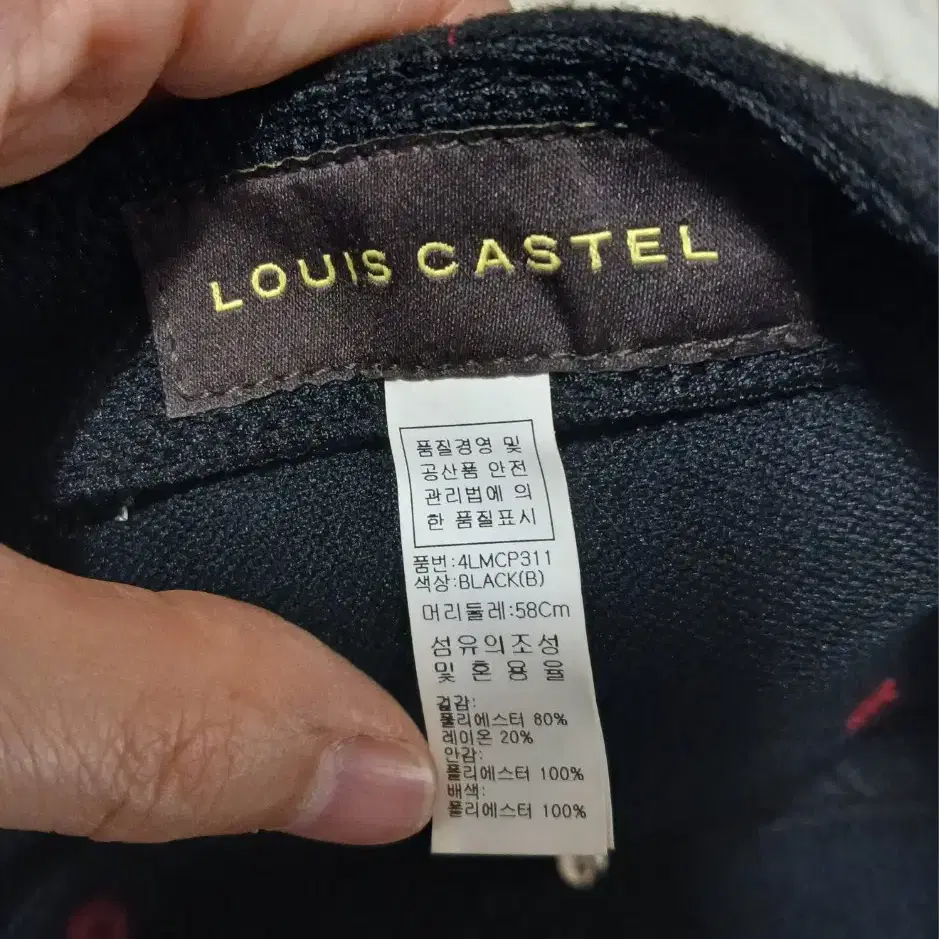 LOUIS CASTEL
품질경영 및
공산품 안전
관리법에 의
한 품질표시
품번:4LMCP311
색상:BLACK(B)
머리둘레:58Cm
섬유의조성
및 혼 용 율
겉감:
폴리에스터 80%
레이온 20%
안감:
폴리에스터 100%
배색:
폴리에스터 100%